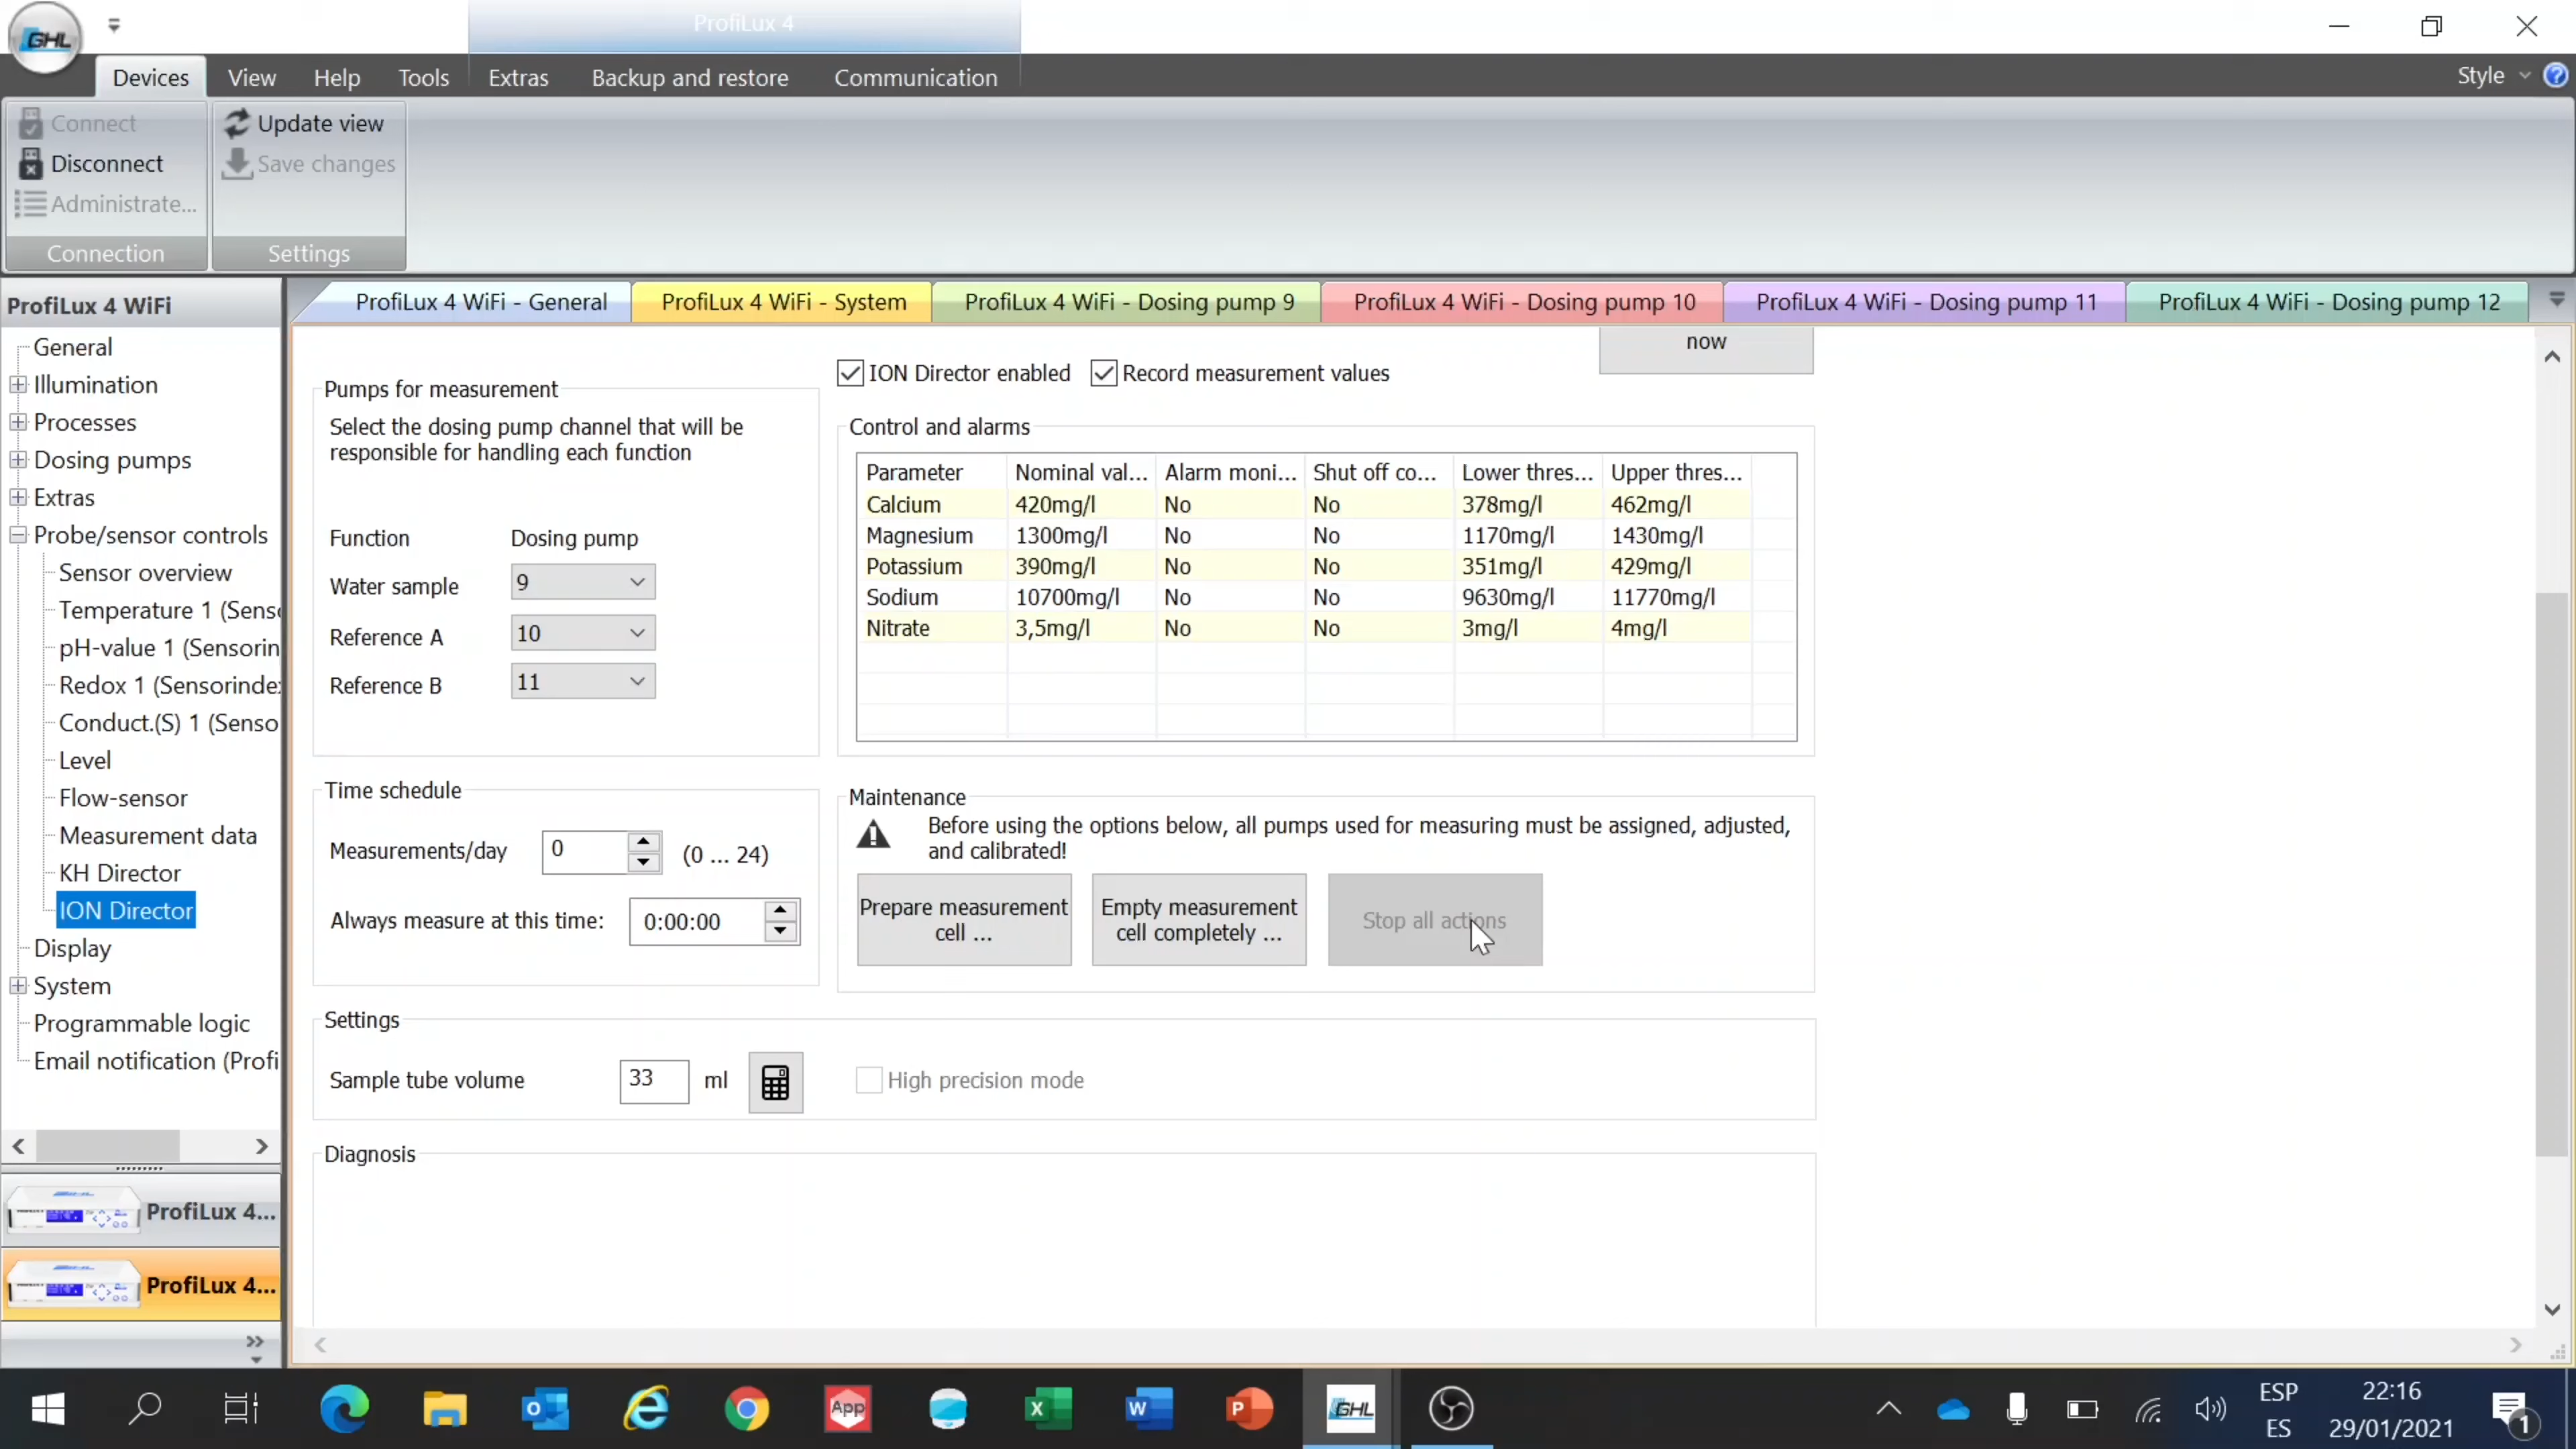 GHL
ProfiLux 4
Devices View Help Tools Extras Backup and restore Communication Style
Connect
Disconnect
Administrate...
Connection
Update view
Save changes
Settings
ProfiLux 4 WiFi
General
Illumination
Processes
Dosing pumps
Extras
Probe/sensor controls
Sensor overview
Temperature 1 (Senso
pH-value 1 (Sensorin
Redox 1 (Sensorinde
Conduct.(S) 1 (Senso
Level
Flow-sensor
Measurement data
KH Director
ION Director
Display
System
Programmable logic
Email notification (Profi
ProfiLux 4...
ProfiLux 4...
ProfiLux 4 WiFi - General ProfiLux 4 WiFi - System ProfiLux 4 WiFi - Dosing pump 9 ProfiLux 4 WiFi - Dosing pump 10 ProfiLux 4 WiFi - Dosing pump 11 ProfiLux 4 WiFi - Dosing pump 12
now
ION Director enabled Record measurement values
Pumps for measurement
Select the dosing pump channel that will be
responsible for handling each function
Function Dosing pump
Water sample 9
Reference A 10
Reference B 11
Control and alarms
Parameter Nominal val... Alarm moni... Shut off co... Lower thres... Upper thres...
Calcium 420mg/l No No 378mg/l 462mg/l
Magnesium 1300mg/l No No 1170mg/l 1430mg/l
Potassium 390mg/l No No 351mg/l 429mg/l
Sodium 10700mg/l No No 9630mg/l 11770mg/l
Nitrate 3,5mg/l No No 3mg/l 4mg/l
Time schedule
Measurements/day 0 (0 ... 24)
Always measure at this time: 0:00:00
Maintenance
Before using the options below, all pumps used for measuring must be assigned, adjusted,
and calibrated!
Prepare measurement
cell ...
Empty measurement
cell completely ...
Stop all actions
Settings
Sample tube volume 33 ml High precision mode
Diagnosis
App
GHL
ESP
ES
22:16
29/01/2021
1